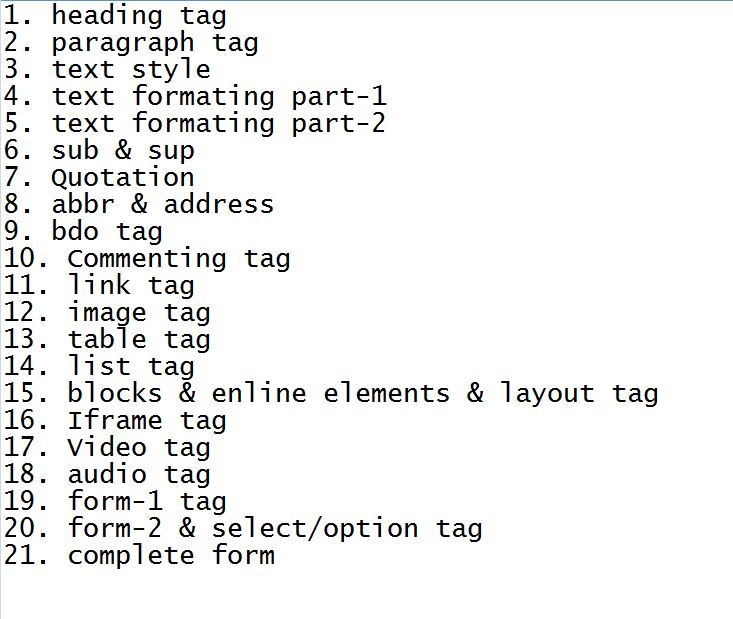 1. heading tag
2. paragraph tag
3. text style
4. text formating part-1
5. text formating part-2
6. sub & sup
7. Quotation
8. abbr & address
9. bdo tag
10. Commenting tag
11. link tag
12. image tag
13. table tag
14. list tag
15. blocks & enline elements & layout tag
16. Iframe tag
17. Video tag
18. audio tag
19. form-1 tag
20. form-2 & select/option tag
21. complete form